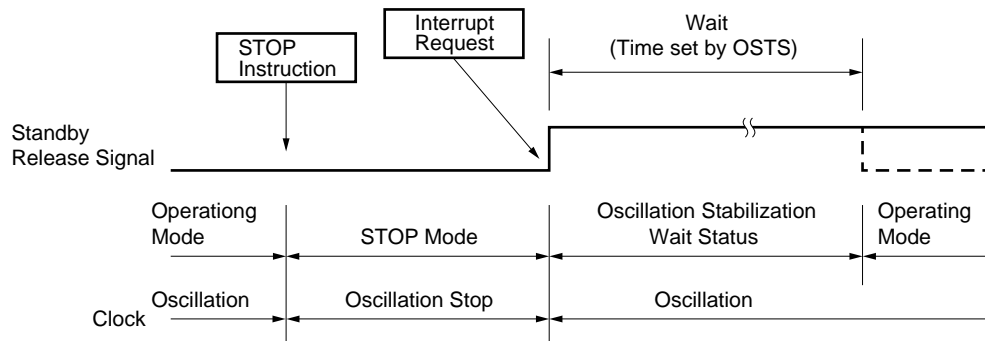 STOP
Instruction
Interrupt
Request
Wait
(Time set by OSTS)
Standby
Release Signal
Operationg
Mode
STOP Mode
Oscillation Stabilization
Wait Status
Operating
Mode
Clock
Oscillation
Oscillation Stop
Oscillation